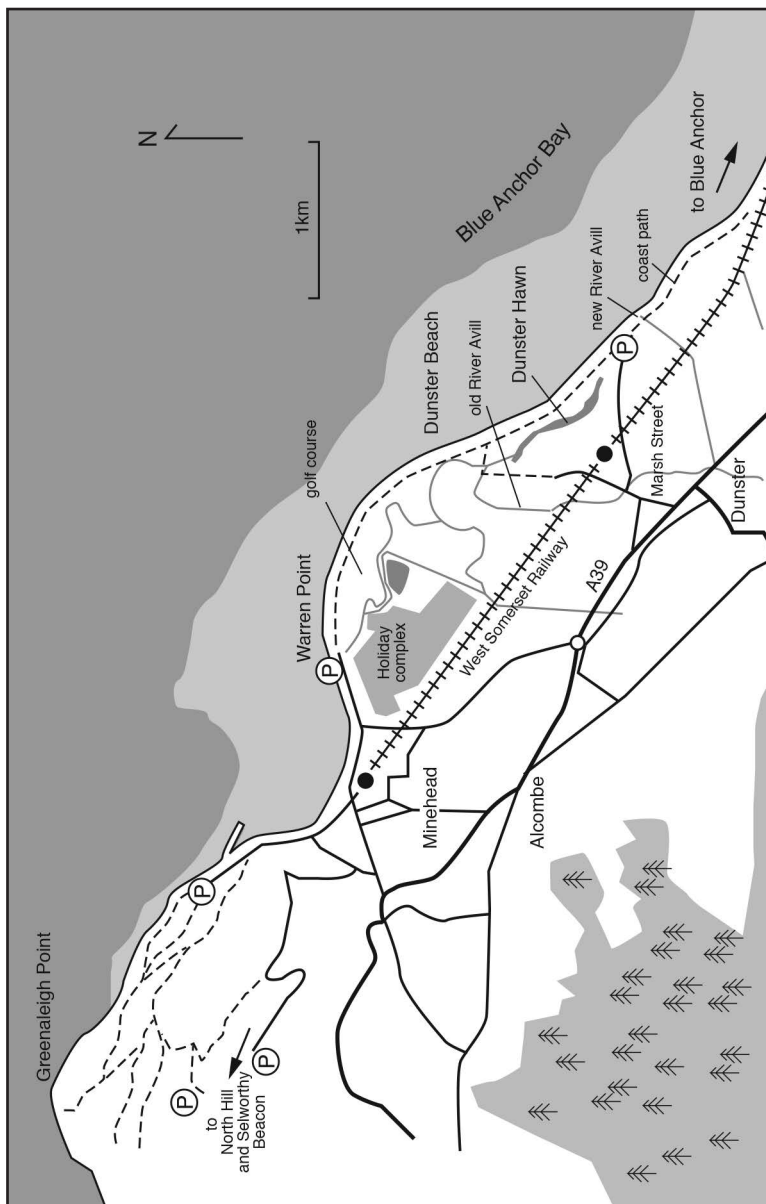 Greenaleigh Point
P
P
P
to
North Hill
and Selworthy
Beacon
Minehead
Alcombe
Warren Point
P
Holiday
complex
golf course
West Somerset Railway
A39
Dunster Beach
old River Avill
Dunster Hawn
Marsh Street
Dunster
P
new River Avill
coast path
to Blue Anchor
Blue Anchor Bay
1km
N